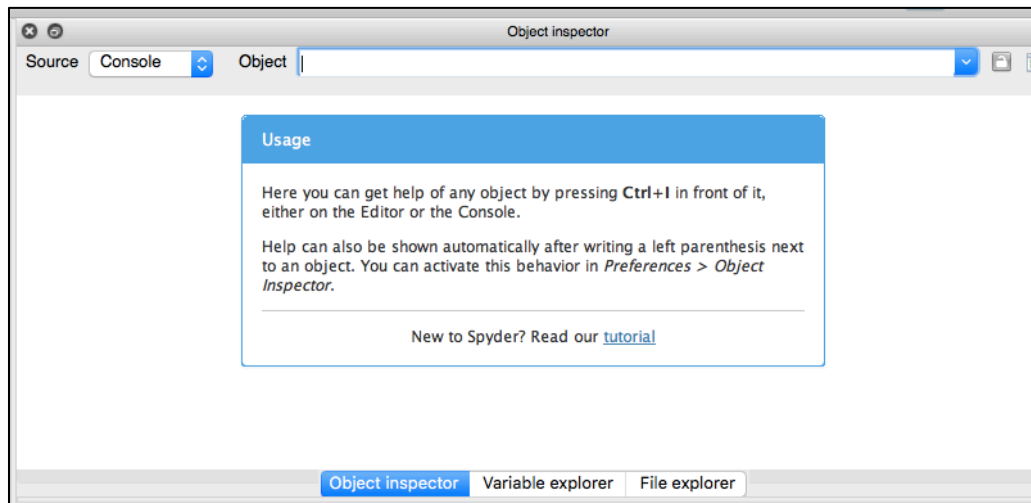 Object inspector
Source Console Object
Usage
Here you can get help of any object by pressing Ctrl+I in front of it,
either on the Editor or the Console.
Help can also be shown automatically after writing a left parenthesis next
to an object. You can activate this behavior in Preferences > Object
Inspector.
New to Spyder? Read our tutorial
Object inspector Variable explorer File explorer